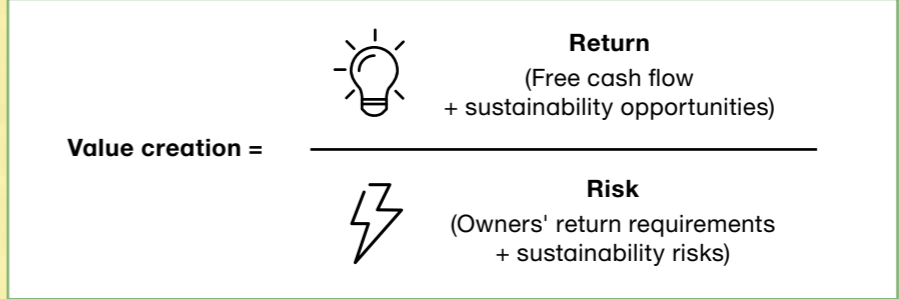 Return
(Free cash flow
+ sustainability opportunities)
Value creation =
Risk
(Owners' return requirements
+ sustainability risks)